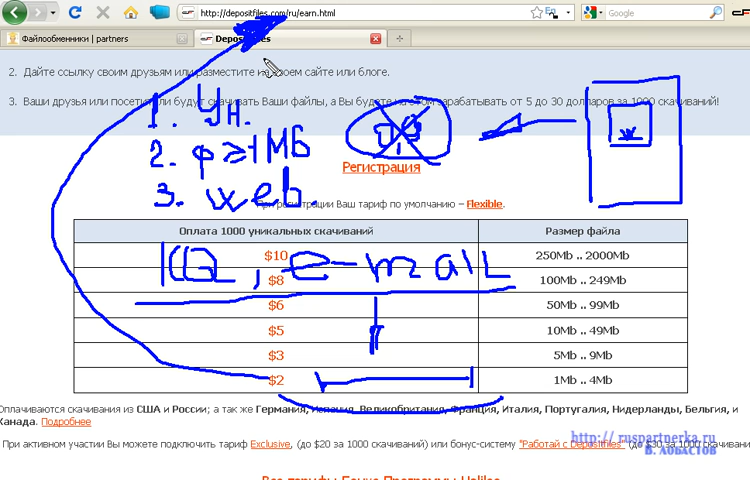 http://depositfiles.com/ru/earn.html
Google
Файлообменники | partners
2. Дайте ссылку своим друзьям или разместите на своем сайте или блоге.
3. Ваши друзья или посетители будут скачивать Ваши файлы, а Вы будете на этом зарабатывать от 5 до 30 долларов за 1000 скачиваний!
1. Ун.
2. ф ≥ 1 МБ
3. web.
Регистрация
При регистрации Ваш тариф по умолчанию – Flexible.
Оплата 1000 уникальных скачиваний Размер файла
$10 250Mb .. 2000Mb
ICQ, e-mail
$8 100Mb .. 249Mb
$6 50Mb .. 99Mb
$5 10Mb .. 49Mb
$3 5Mb .. 9Mb
$2 1Mb .. 4Mb
Оплачиваются скачивания из США и России; а так же Германия, Испания, Великобритания, Франция, Италия, Португалия, Нидерланды, Бельгия, и
Канада. Подробнее
http://ruspartnerka.ru
При активном участии Вы можете подключить тариф Exclusive, (до $20 за 1000 скачиваний) или бонус-систему "Работай с Depositfiles" (до $30 за 1000 скачивани
В. ЛОБАСТОВ